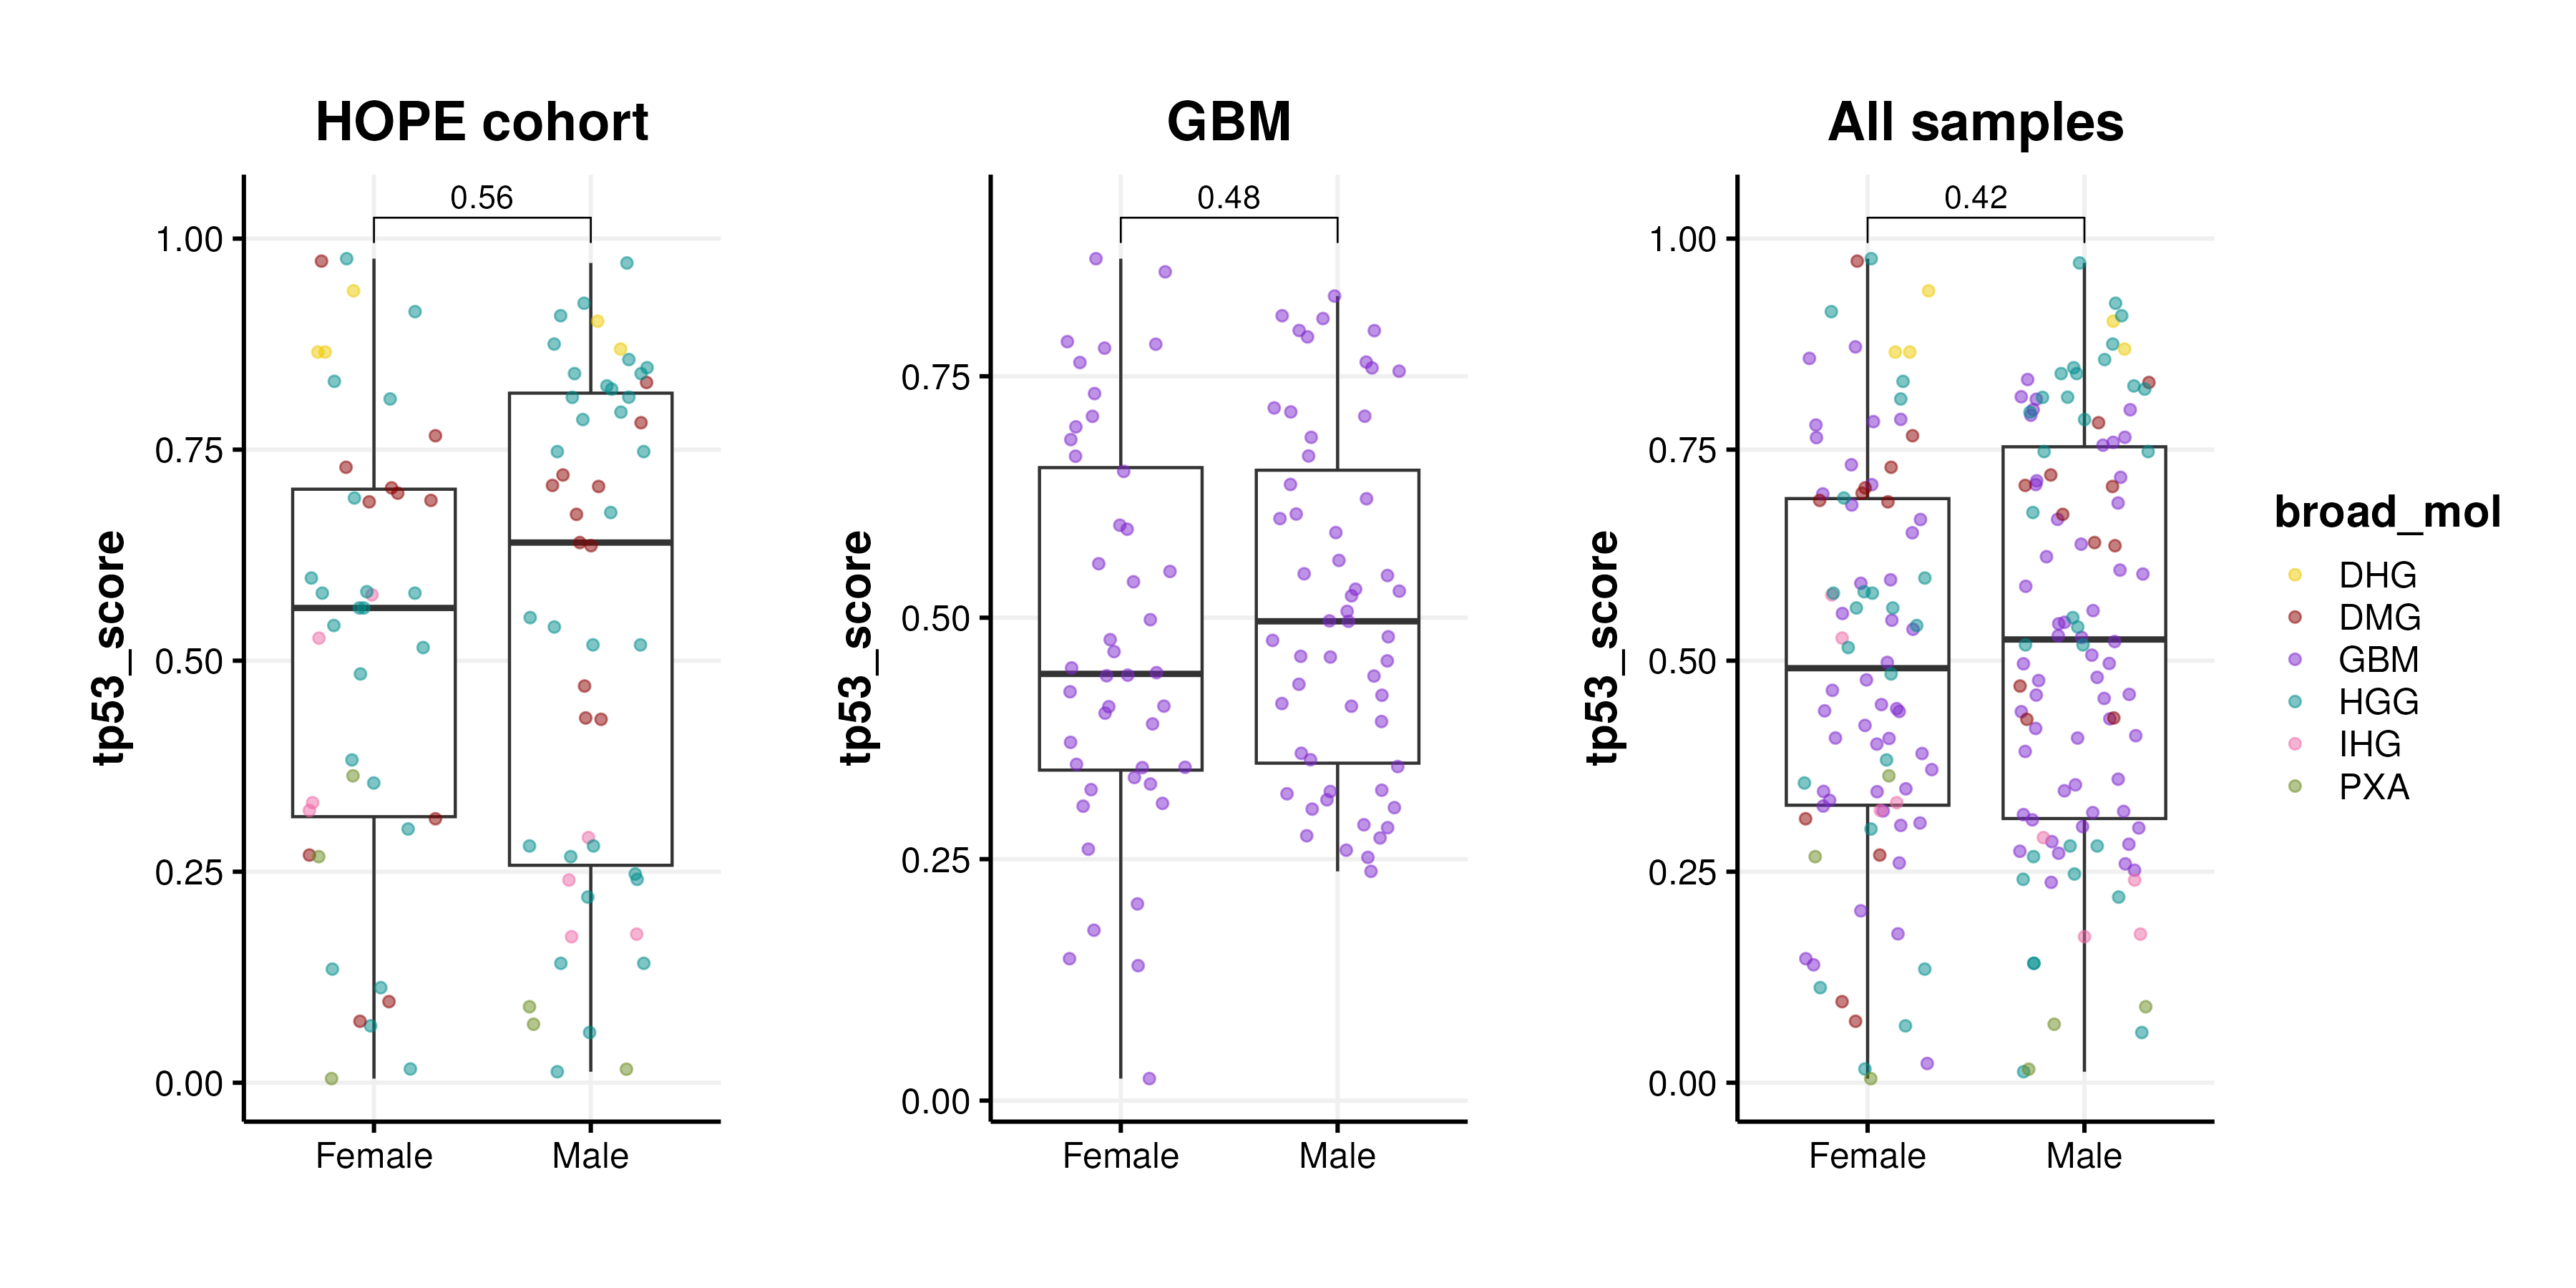 HOPE cohort
0.56
1.00
0.75
0.50
0.25
0.00
tp53_score
Female Male
GBM
0.48
0.75
0.50
0.25
0.00
tp53_score
Female Male
All samples
0.42
1.00
0.75
0.50
0.25
0.00
tp53_score
Female Male
broad_mol
DHG
DMG
GBM
HGG
IHG
PXA